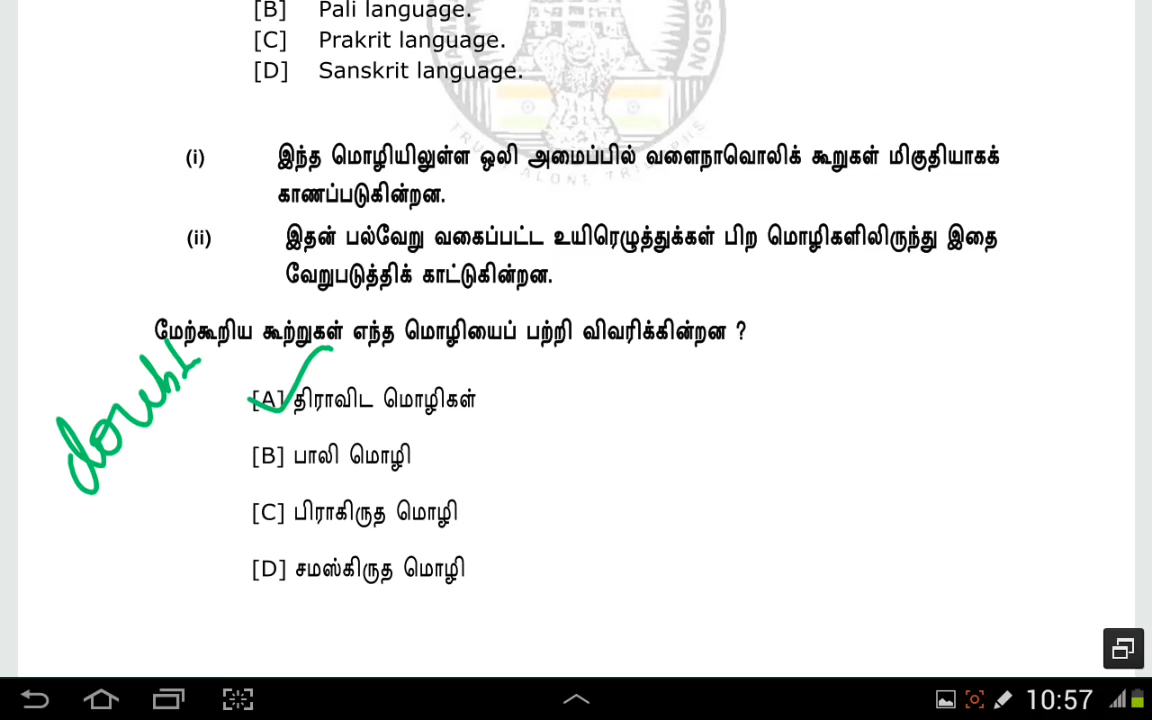 [B] Pali language.
[C] Prakrit language.
[D] Sanskrit language.
(i) இந்த மொழியிலுள்ள ஒலி அமைப்பில் வளைநாவொலிக் கூறுகள் மிகுதியாகக்
காணப்படுகின்றன.
(ii) இதன் பல்வேறு வகைப்பட்ட உயிரெழுத்துக்கள் பிற மொழிகளிலிருந்து இதை
வேறுபடுத்திக் காட்டுகின்றன.
மேற்கூறிய கூற்றுகள் எந்த மொழியைப் பற்றி விவரிக்கின்றன ?
doubt
[A] திராவிட மொழிகள்
[B] பாலி மொழி
[C] பிராகிருத மொழி
[D] சமஸ்கிருத மொழி
10:57